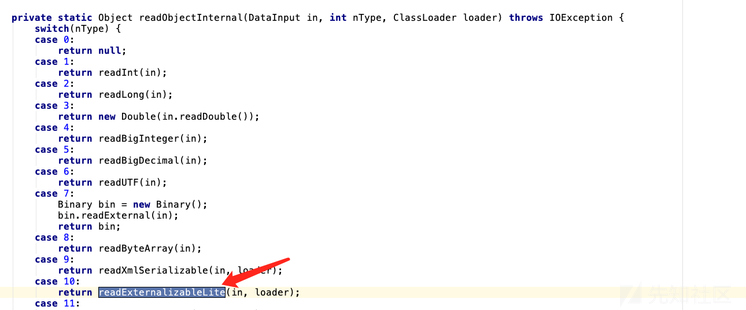 private static Object readObjectInternal(DataInput in, int nType, ClassLoader loader) throws IOException {
switch(nType) {
case 0:
return null;
case 1:
return readInt(in);
case 2:
return readLong(in);
case 3:
return new Double(in.readDouble());
case 4:
return readBigInteger(in);
case 5:
return readBigDecimal(in);
case 6:
return readUTF(in);
case 7:
Binary bin = new Binary();
bin.readExternal(in);
return bin;
case 8:
return readByteArray(in);
case 9:
return readXmlSerializable(in, loader);
case 10:
return readExternalizableLite(in, loader);
case 11:
先知社区